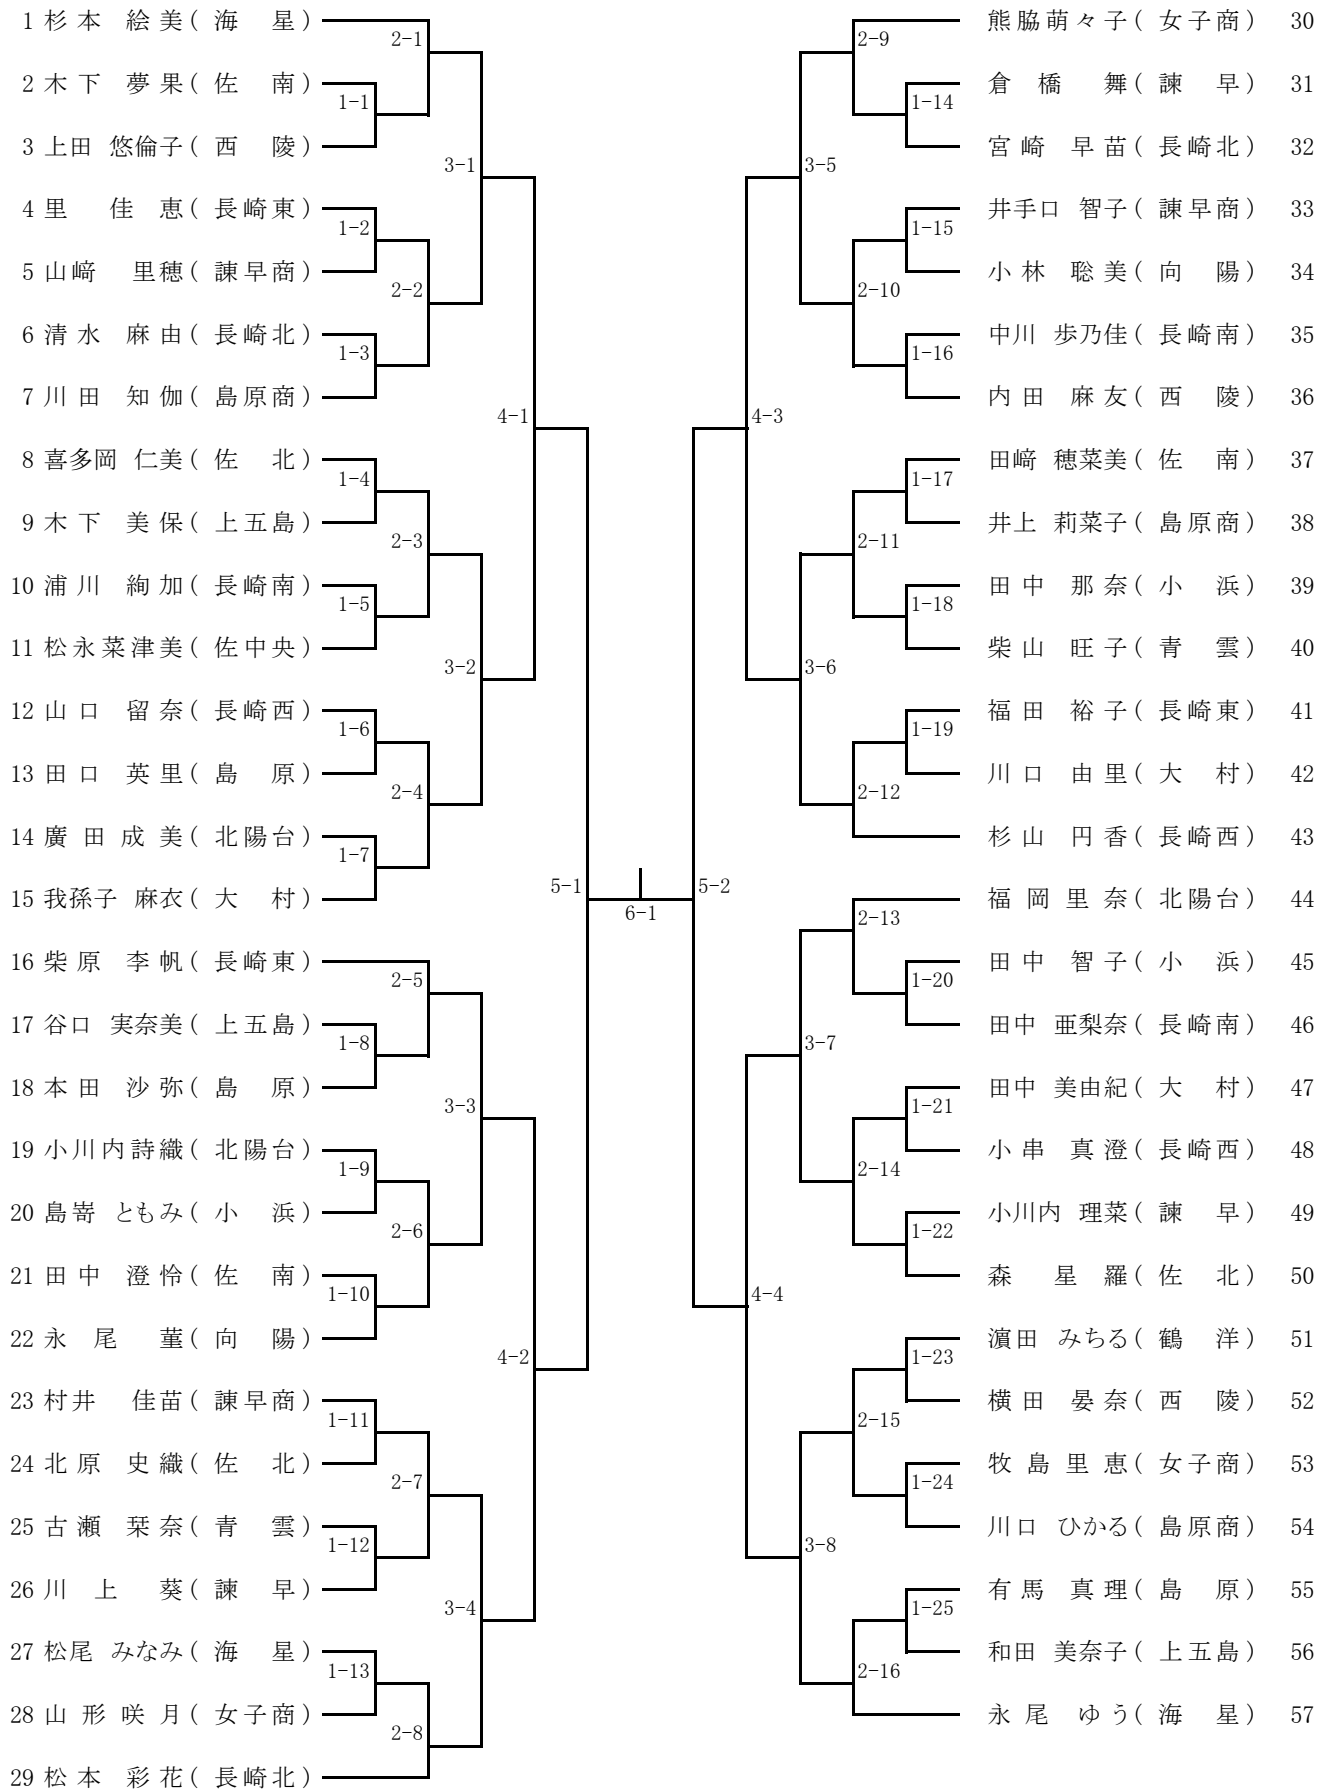 1 杉本 絵美( 海 星)
2-1
2 木下 夢果( 佐 南)
1-1
3 上田 悠倫子( 西 陵)
3-1
4 里 佳恵( 長崎東)
1-2
5 山﨑 里穂( 諫早商)
2-2
6 清水 麻由( 長崎北)
1-3
7 川田 知伽( 島原商)
4-1
8 喜多岡 仁美( 佐 北)
1-4
9 木下 美保( 上五島)
2-3
10 浦川 絢加( 長崎南)
1-5
11 松永菜津美( 佐中央)
3-2
12 山口 留奈( 長崎西)
1-6
13 田口 英里( 島 原)
2-4
14 廣田成美( 北陽台)
1-7
15 我孫子 麻衣( 大 村)
5-1
6-1
16 柴原 李帆( 長崎東)
2-5
17 谷口 実奈美( 上五島)
1-8
18 本田 沙弥( 島 原)
3-3
19 小川内詩織( 北陽台)
1-9
20 島嵜 ともみ( 小 浜)
2-6
21 田中 澄怜( 佐 南)
1-10
22 永尾 菫( 向 陽)
4-2
23 村井 佳苗( 諫早商)
1-11
24 北原 史織( 佐 北)
2-7
25 古瀬 栞奈( 青 雲)
1-12
26 川上 葵( 諫 早)
3-4
27 松尾 みなみ( 海 星)
1-13
28 山形咲月( 女子商)
2-8
29 松本 彩花( 長崎北)
熊脇萌々子( 女子商) 30
2-9
倉橋 舞( 諫 早) 31
1-14
宮崎 早苗( 長崎北) 32
3-5
井手口 智子( 諫早商) 33
1-15
小林 聡美( 向 陽) 34
2-10
中川 歩乃佳( 長崎南) 35
1-16
内田 麻友( 西 陵) 36
4-3
田﨑 穂菜美( 佐 南) 37
1-17
井上 莉菜子( 島原商) 38
2-11
田中 那奈( 小 浜) 39
1-18
柴山 旺子( 青 雲) 40
3-6
福田 裕子( 長崎東) 41
1-19
川口 由里( 大 村) 42
2-12
杉山 円香( 長崎西) 43
5-2
福岡里奈( 北陽台) 44
2-13
田中 智子( 小 浜) 45
1-20
田中 亜梨奈( 長崎南) 46
3-7
田中 美由紀( 大 村) 47
1-21
小串 真澄( 長崎西) 48
2-14
小川内 理菜( 諫 早) 49
1-22
森 星羅( 佐 北) 50
4-4
濵田 みちる( 鶴 洋) 51
1-23
横田 晏奈( 西 陵) 52
2-15
牧島里恵( 女子商) 53
1-24
川口 ひかる( 島原商) 54
3-8
有馬 真理( 島 原) 55
1-25
和田 美奈子( 上五島) 56
2-16
永尾 ゆう( 海 星) 57